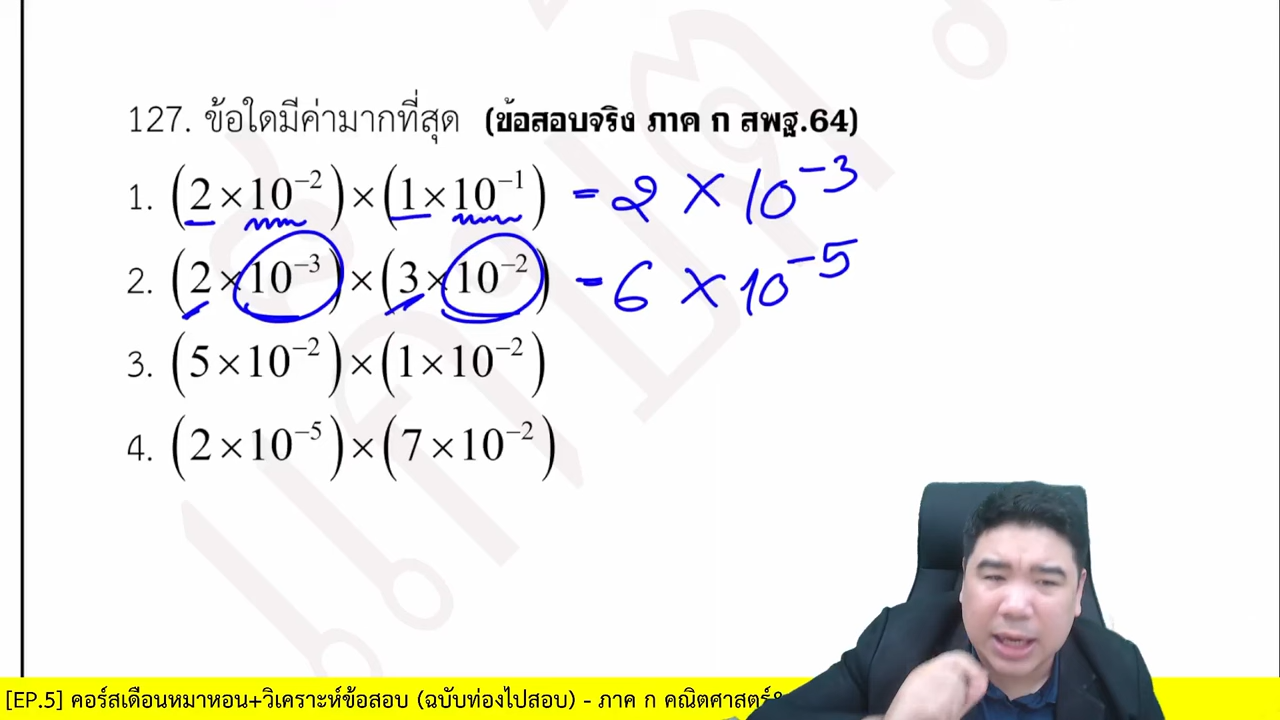 127. ข้อใดมีค่ามากที่สุด (ข้อสอบจริง ภาค ก สพฐ.64)
1. (2×10⁻²)×(1×10⁻¹) = 2 × 10⁻³
2. (2×10⁻³)×(3×10⁻²) = 6 × 10⁻⁵
3. (5×10⁻²)×(1×10⁻²)
4. (2×10⁻⁵)×(7×10⁻²)
[EP.5] คอร์สเดือนหมาหอน+วิเคราะห์ข้อสอบ (ฉบับท่องไปสอบ) - ภาค ก คณิตศาสตร์